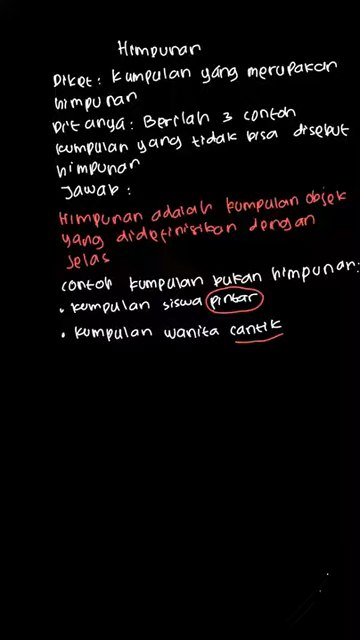 Himpunan
Diket: Kumpulan yang merupakan
himpunan
Ditanya: Berilah 3 contoh
kumpulan yang tidak bisa disebut
himpunan
Jawab:
Himpunan adalah kumpulan objek
yang didefinisikan dengan
jelas
contoh kumpulan bukan himpunan:
• kumpulan siswa pintar
• kumpulan wanita cantik